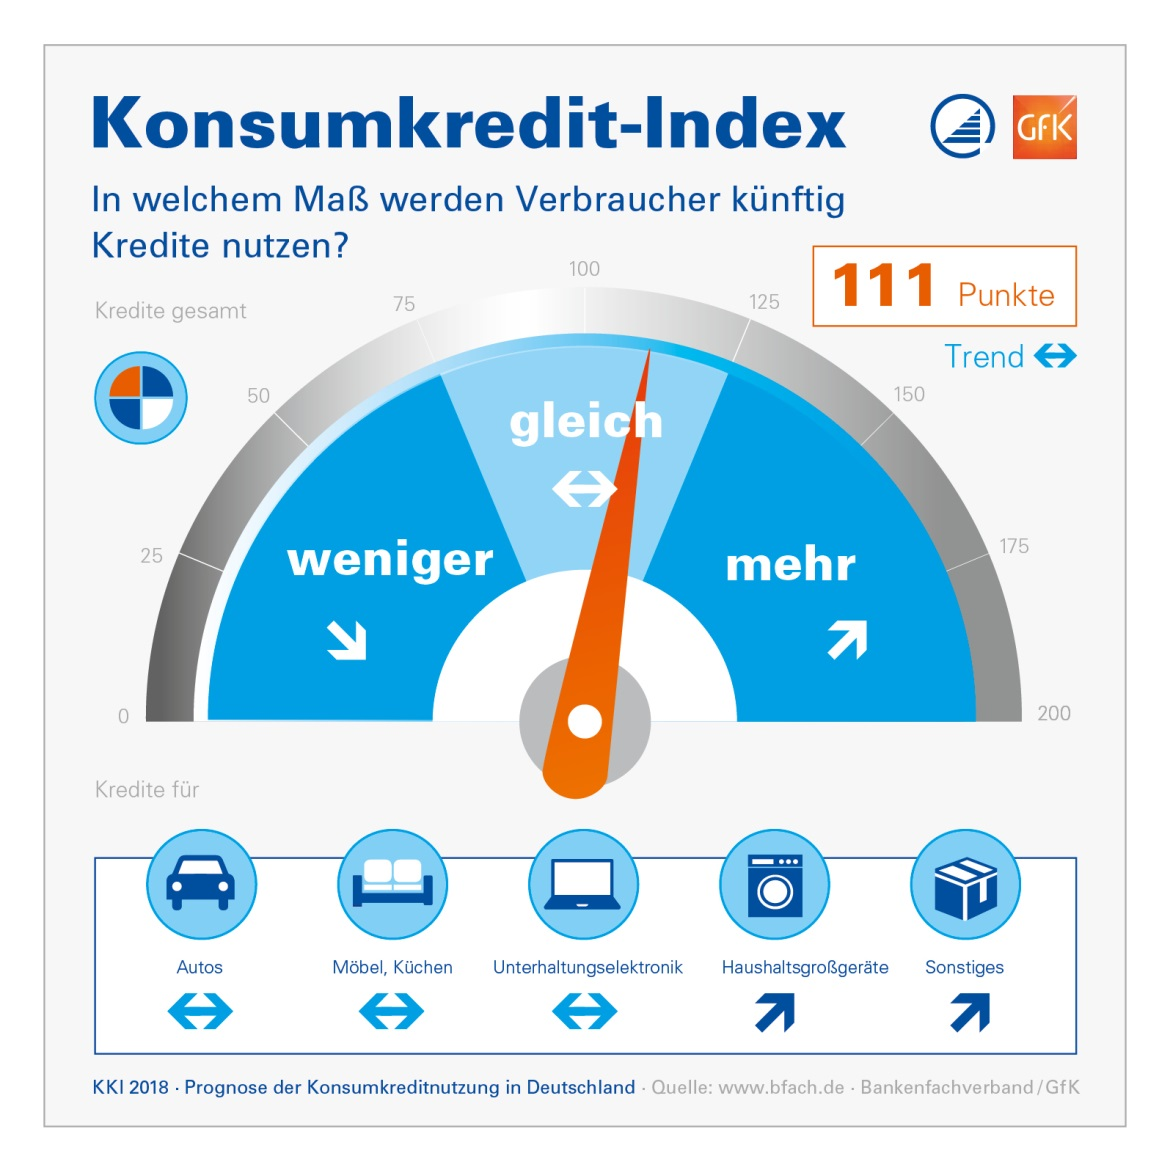 Konsumkredit-Index
GfK
In welchem Maß werden Verbraucher künftig
Kredite nutzen?
111 Punkte
Trend
Kredite gesamt
0
25
50
75
100
125
150
175
200
weniger
gleich
mehr
Kredite für
Autos
Möbel, Küchen
Unterhaltungselektronik
Haushaltsgroßgeräte
Sonstiges
KKI 2018 · Prognose der Konsumkreditnutzung in Deutschland · Quelle: www.bfach.de · Bankenfachverband/GfK